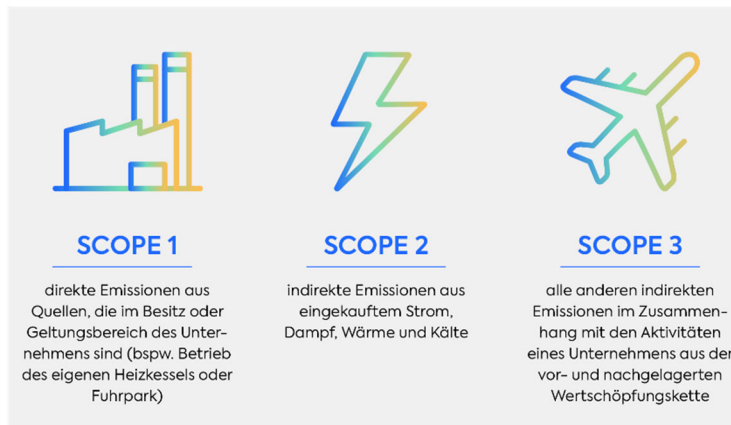 SCOPE 1
direkte Emissionen aus
Quellen, die im Besitz oder
Geltungsbereich des Unter-
nehmens sind (bspw. Betrieb
des eigenen Heizkessels oder
Fuhrpark)
SCOPE 2
indirekte Emissionen aus
eingekauftem Strom,
Dampf, Wärme und Kälte
SCOPE 3
alle anderen indirekten
Emissionen im Zusammen-
hang mit den Aktivitäten
eines Unternehmens aus der
vor- und nachgelagerten
Wertschöpfungskette